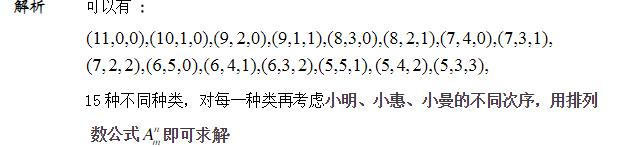 解析 可以有：
(11,0,0),(10,1,0),(9,2,0),(9,1,1),(8,3,0),(8,2,1),(7,4,0),(7,3,1),
(7,2,2),(6,5,0),(6,4,1),(6,3,2),(5,5,1),(5,4,2),(5,3,3),
15种不同种类，对每一种类再考虑小明、小惠、小曼的不同次序，用排列
数公式 $A_m^n$ 即可求解